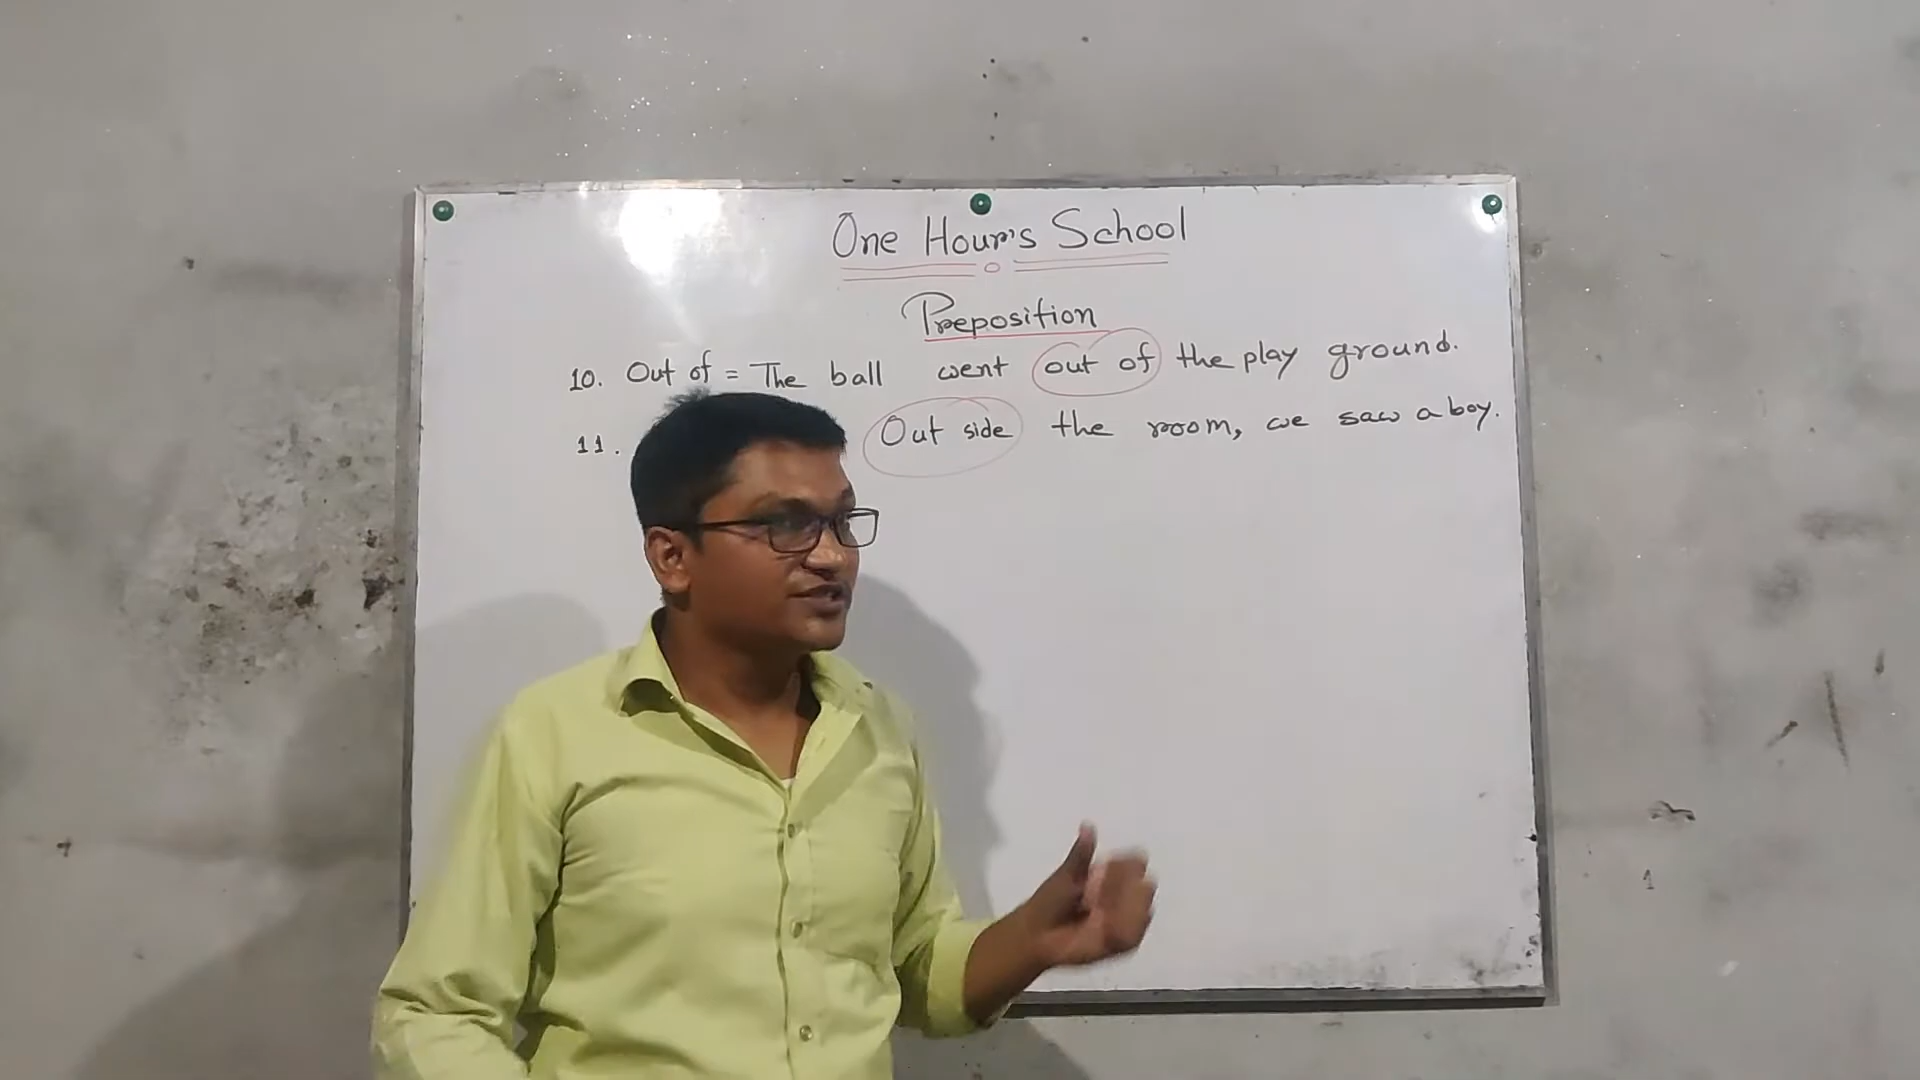 One Hour's School
Preposition
10. Out of = The ball went out of the play ground.
11. Out side the room, we saw a boy.